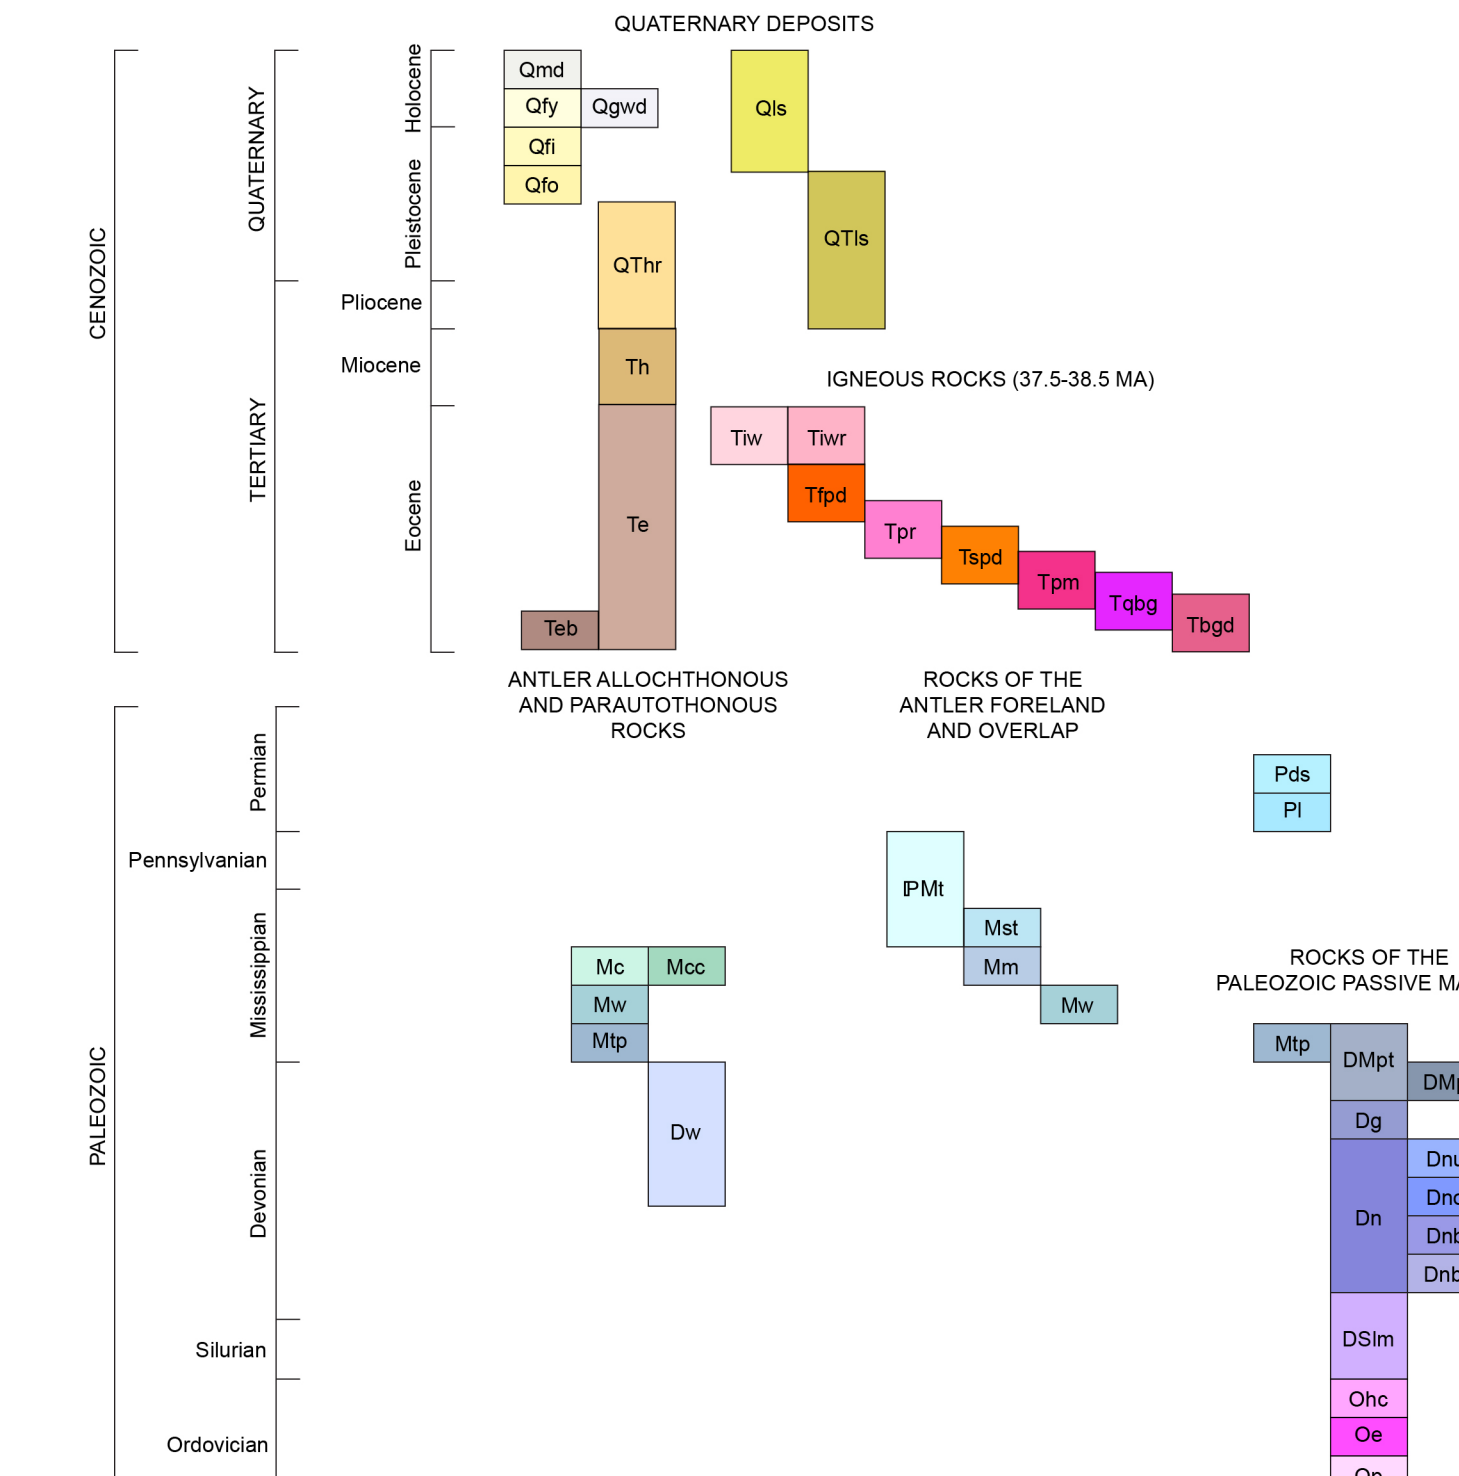 QUATERNARY DEPOSITS
CENOZOIC
QUATERNARY
TERTIARY
Holocene
Pleistocene
Pliocene
Miocene
Eocene
Qmd
Qfy
Qgwd
Qfi
Qfo
QThr
Th
Te
Teb
Qls
QTls
IGNEOUS ROCKS (37.5-38.5 MA)
Tiw
Tiwr
Tfpd
Tpr
Tspd
Tpm
Tqbg
Tbgd
ANTLER ALLOCHTHONOUS
AND PARAUTOTHONOUS
ROCKS
ROCKS OF THE
ANTLER FORELAND
AND OVERLAP
PALEOZOIC
Permian
Pennsylvanian
Mississippian
Devonian
Silurian
Ordovician
Pds
Pl
ℙMt
Mst
Mm
Mw
Mc
Mcc
Mw
Mtp
Dw
ROCKS OF THE
PALEOZOIC PASSIVE
Mtp
DMpt
Dg
Dn
DSlm
Ohc
Oe